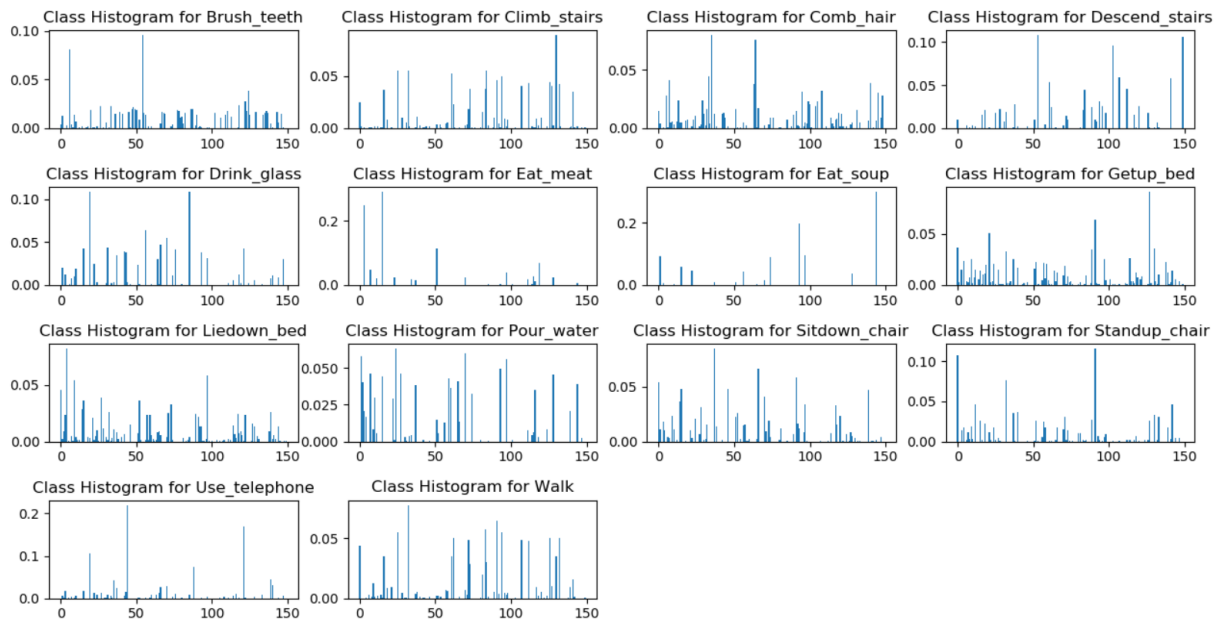 Class Histogram for Brush_teeth
0.10
0.05
0.00
0 50 100 150
Class Histogram for Climb_stairs
0.05
0.00
0 50 100 150
Class Histogram for Comb_hair
0.05
0.00
0 50 100 150
Class Histogram for Descend_stairs
0.10
0.05
0.00
0 50 100 150
Class Histogram for Drink_glass
0.10
0.05
0.00
0 50 100 150
Class Histogram for Eat_meat
0.2
0.0
0 50 100 150
Class Histogram for Eat_soup
0.2
0.0
0 50 100 150
Class Histogram for Getup_bed
0.05
0.00
0 50 100 150
Class Histogram for Liedown_bed
0.05
0.00
0 50 100 150
Class Histogram for Pour_water
0.050
0.025
0.000
0 50 100 150
Class Histogram for Sitdown_chair
0.05
0.00
0 50 100 150
Class Histogram for Standup_chair
0.10
0.05
0.00
0 50 100 150
Class Histogram for Use_telephone
0.2
0.1
0.0
0 50 100 150
Class Histogram for Walk
0.05
0.00
0 50 100 150